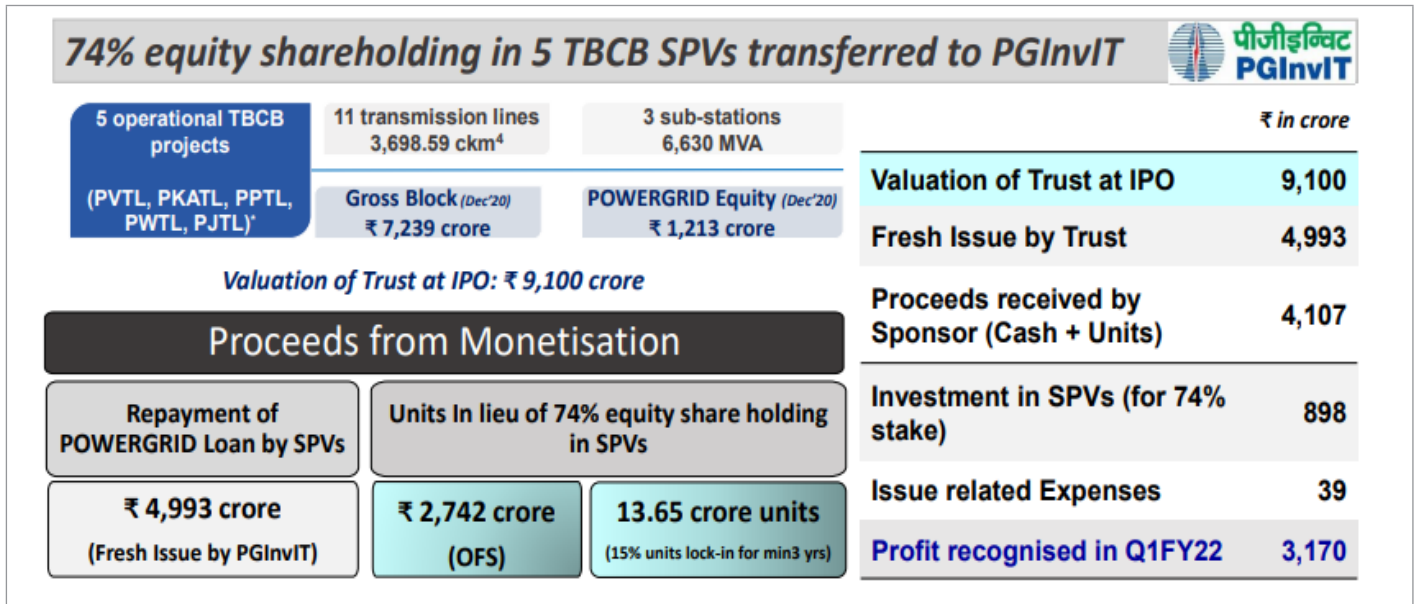 74% equity shareholding in 5 TBCB SPVs transferred to PGInvIT
पीजीइन्विट
PGInvIT
5 operational TBCB
projects
(PVTL, PKATL, PPTL,
PWTL, PJTL)*
11 transmission lines
3,698.59 ckm⁴
3 sub-stations
6,630 MVA
Gross Block (Dec'20)
₹ 7,239 crore
POWERGRID Equity (Dec'20)
₹ 1,213 crore
Valuation of Trust at IPO: ₹ 9,100 crore
Proceeds from Monetisation
Repayment of
POWERGRID Loan by SPVs
Units In lieu of 74% equity share holding
in SPVs
₹ 4,993 crore
(Fresh Issue by PGInvIT)
₹ 2,742 crore
(OFS)
13.65 crore units
(15% units lock-in for min3 yrs)
₹ in crore
Valuation of Trust at IPO 9,100
Fresh Issue by Trust 4,993
Proceeds received by
Sponsor (Cash + Units) 4,107
Investment in SPVs (for 74%
stake) 898
Issue related Expenses 39
Profit recognised in Q1FY22 3,170